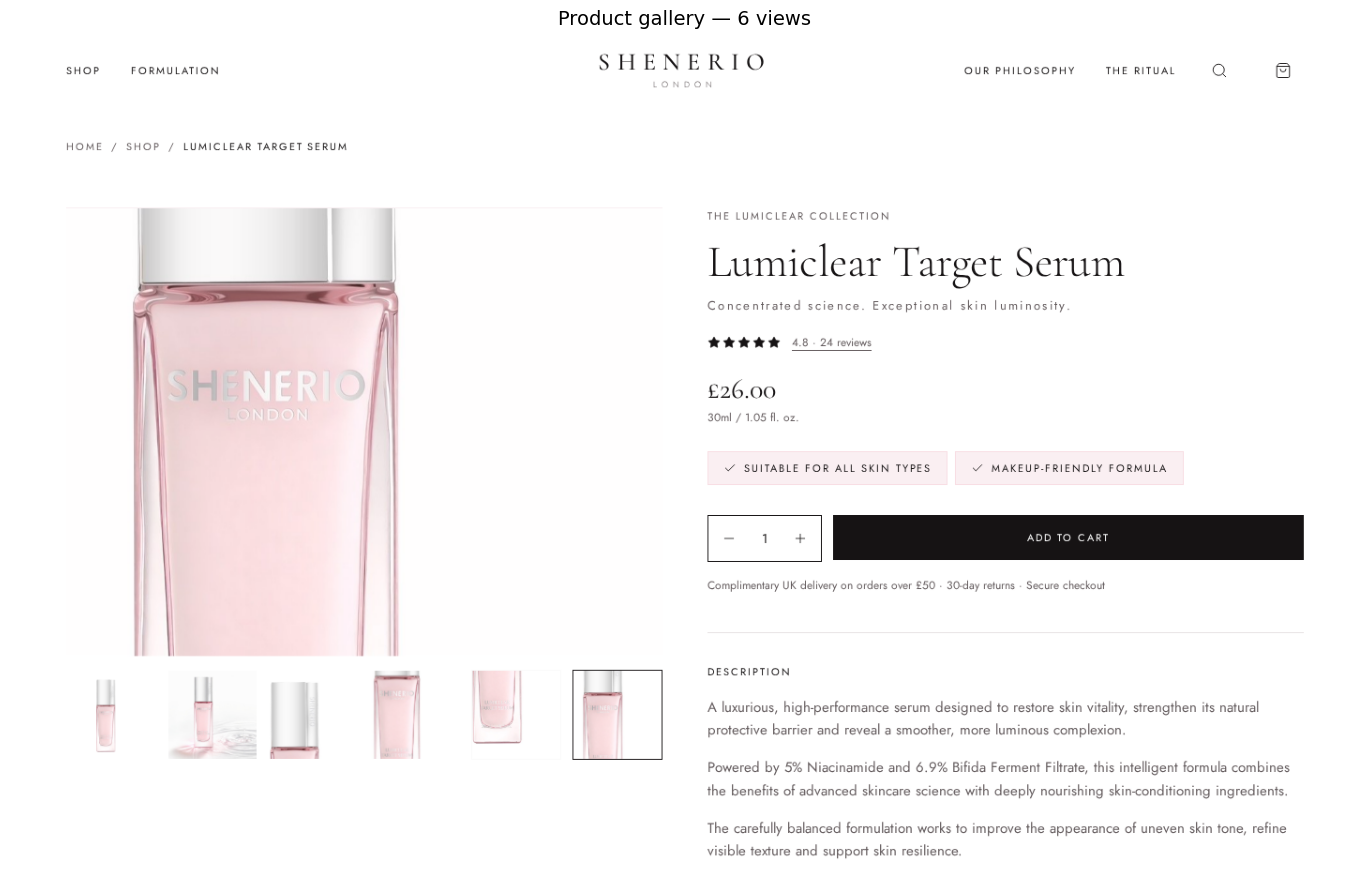 Product gallery — 6 views
SHOP
FORMULATION
SHENERIO
LONDON
OUR PHILOSOPHY
THE RITUAL
HOME / SHOP / LUMICLEAR TARGET SERUM
SHENERIO
LONDON
THE LUMICLEAR COLLECTION
Lumiclear Target Serum
Concentrated science. Exceptional skin luminosity.
4.8 · 24 reviews
£26.00
30ml / 1.05 fl. oz.
SUITABLE FOR ALL SKIN TYPES
MAKEUP-FRIENDLY FORMULA
− 1 +
ADD TO CART
Complimentary UK delivery on orders over £50 · 30-day returns · Secure checkout
DESCRIPTION
A luxurious, high-performance serum designed to restore skin vitality, strengthen its natural
protective barrier and reveal a smoother, more luminous complexion.
Powered by 5% Niacinamide and 6.9% Bifida Ferment Filtrate, this intelligent formula combines
the benefits of advanced skincare science with deeply nourishing skin-conditioning ingredients.
The carefully balanced formulation works to improve the appearance of uneven skin tone, refine
visible texture and support skin resilience.